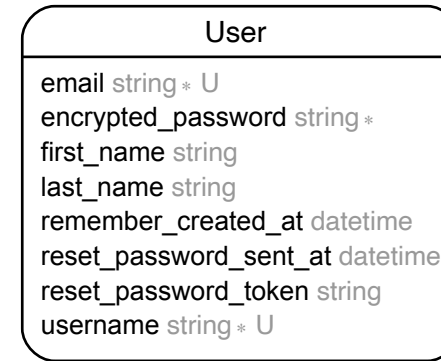 User
email string * U
encrypted_password string *
first_name string
last_name string
remember_created_at datetime
reset_password_sent_at datetime
reset_password_token string
username string * U